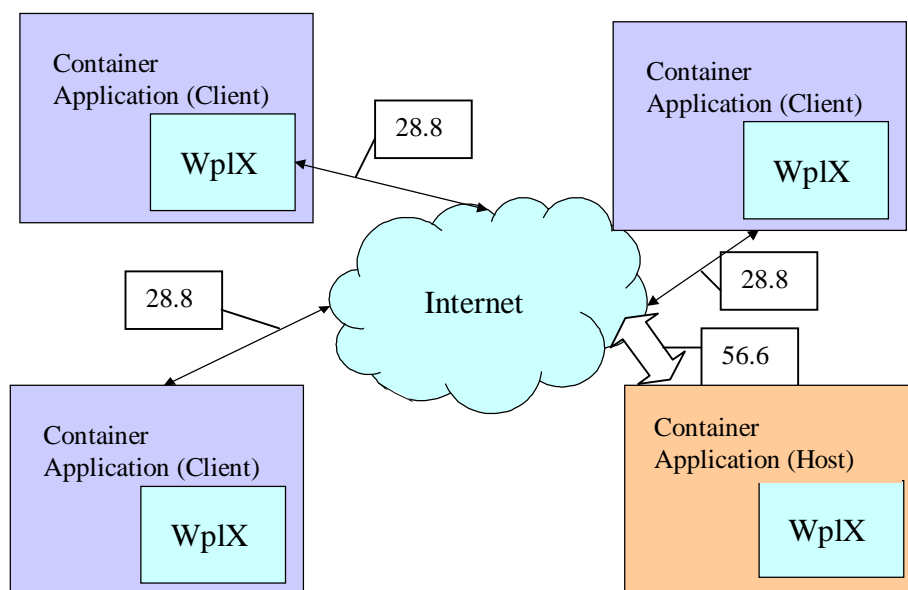 Container
Application (Client)
WplX
28.8
Container
Application (Client)
WplX
28.8
Internet
28.8
56.6
Container
Application (Client)
WplX
Container
Application (Host)
WplX